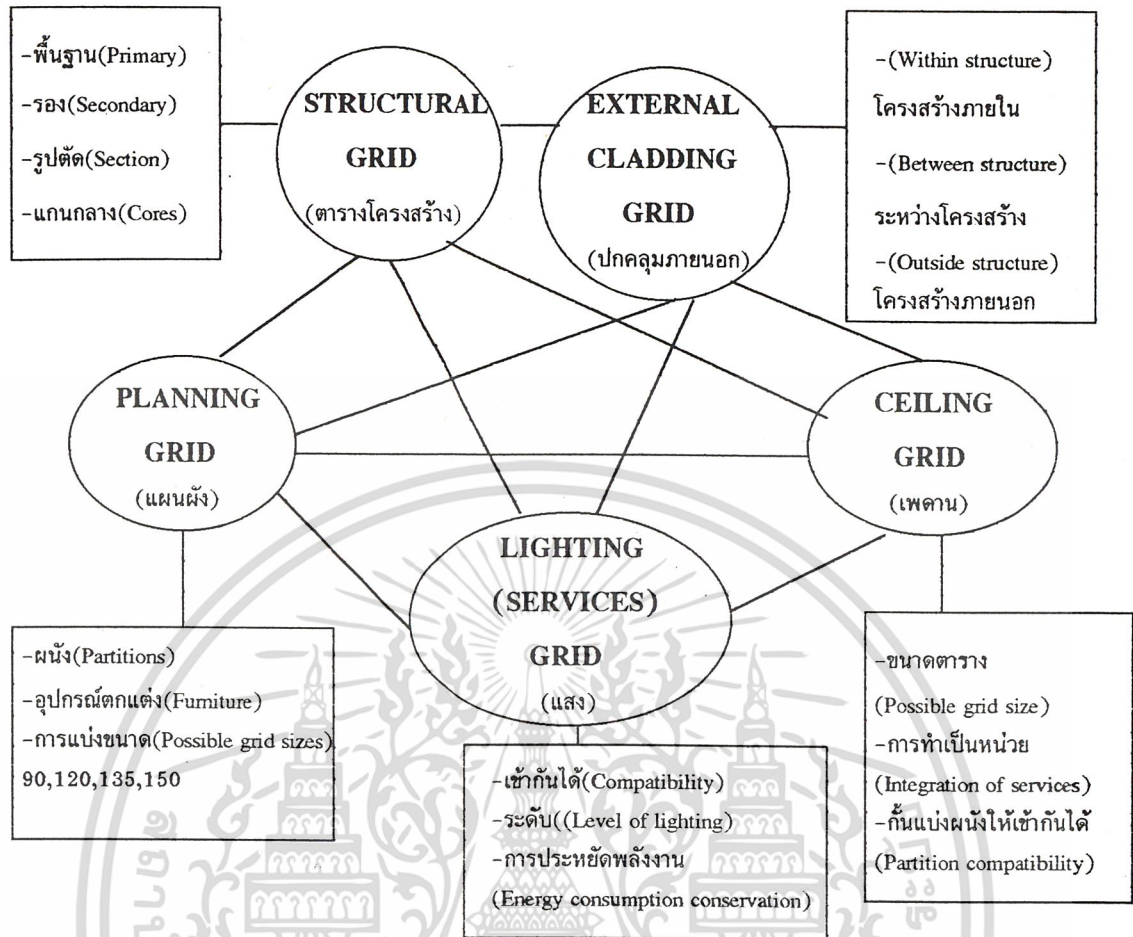 -พื้นฐาน(Primary)
-รอง(Secondary)
-รูปตัด(Section)
-แกนกลาง(Cores)
STRUCTURAL
GRID
(ตารางโครงสร้าง)
EXTERNAL
CLADDING
GRID
(ปกคลุมภายนอก)
-(Within structure)
โครงสร้างภายใน
-(Between structure)
ระหว่างโครงสร้าง
-(Outside structure)
โครงสร้างภายนอก
PLANNING
GRID
(แผนผัง)
CEILING
GRID
(เพดาน)
LIGHTING
(SERVICES)
GRID
(แสง)
-ผนัง(Partitions)
-อุปกรณ์ตกแต่ง(Furniture)
-การแบ่งขนาด(Possible grid sizes)
90,120,135,150
-เข้ากันได้(Compatibility)
-ระดับ((Level of lighting)
-การประหยัดพลังงาน
(Energy consumption conservation)
-ขนาดตาราง
(Possible grid size)
-การทำเป็นหน่วย
(Integration of services)
-กั้นแบ่งผนังให้เข้ากันได้
(Partition compatibility)